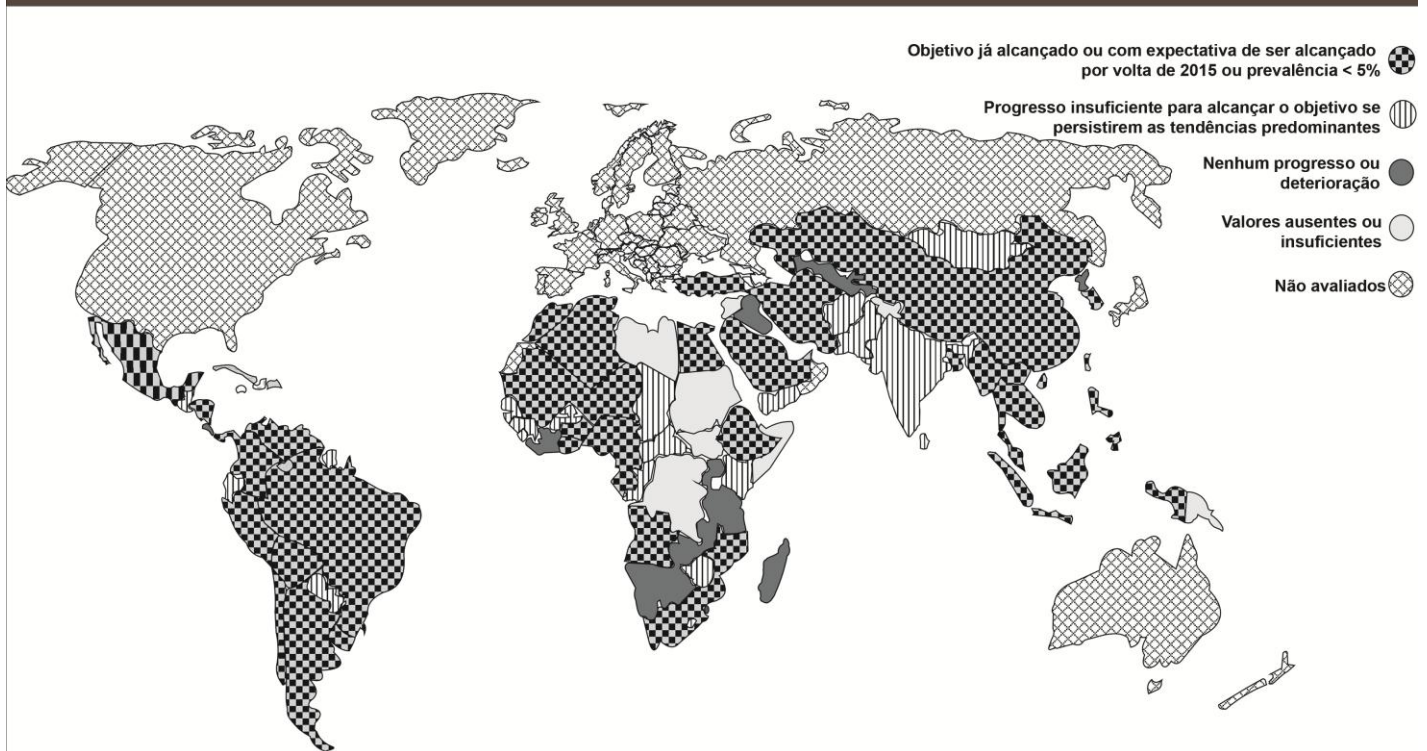 Objetivo já alcançado ou com expectativa de ser alcançado
por volta de 2015 ou prevalência < 5%
Progresso insuficiente para alcançar o objetivo se
persistirem as tendências predominantes
Nenhum progresso ou
deterioração
Valores ausentes ou
insuficientes
Não avaliados